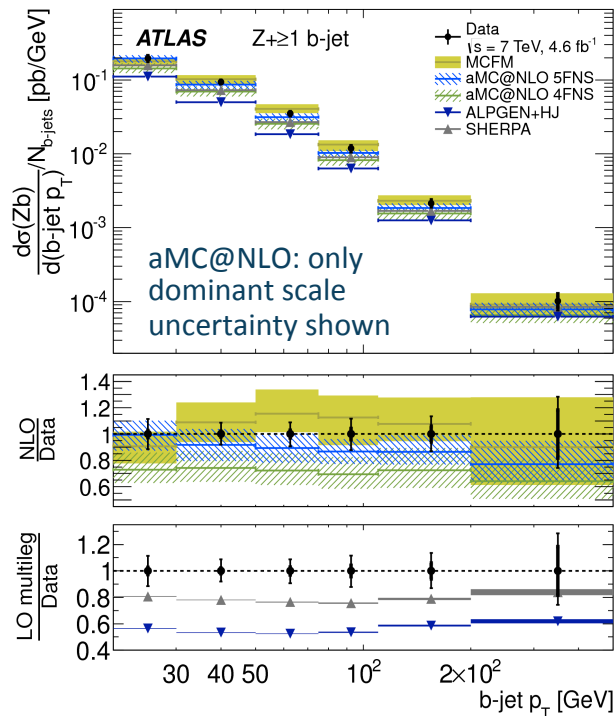 ATLAS Z+≥1 b-jet
Data
√s = 7 TeV, 4.6 fb⁻¹
MCFM
aMC@NLO 5FNS
aMC@NLO 4FNS
ALPGEN+HJ
SHERPA
dσ(Zb)/d(b-jet p_T)/N_b-jets [pb/GeV]
10⁻¹
10⁻²
10⁻³
10⁻⁴
aMC@NLO: only
dominant scale
uncertainty shown
NLO
Data
1.4
1.2
1
0.8
0.6
LO multileg
Data
1.2
1
0.8
0.6
0.4
30 40 50 10² 2×10²
b-jet p_T [GeV]